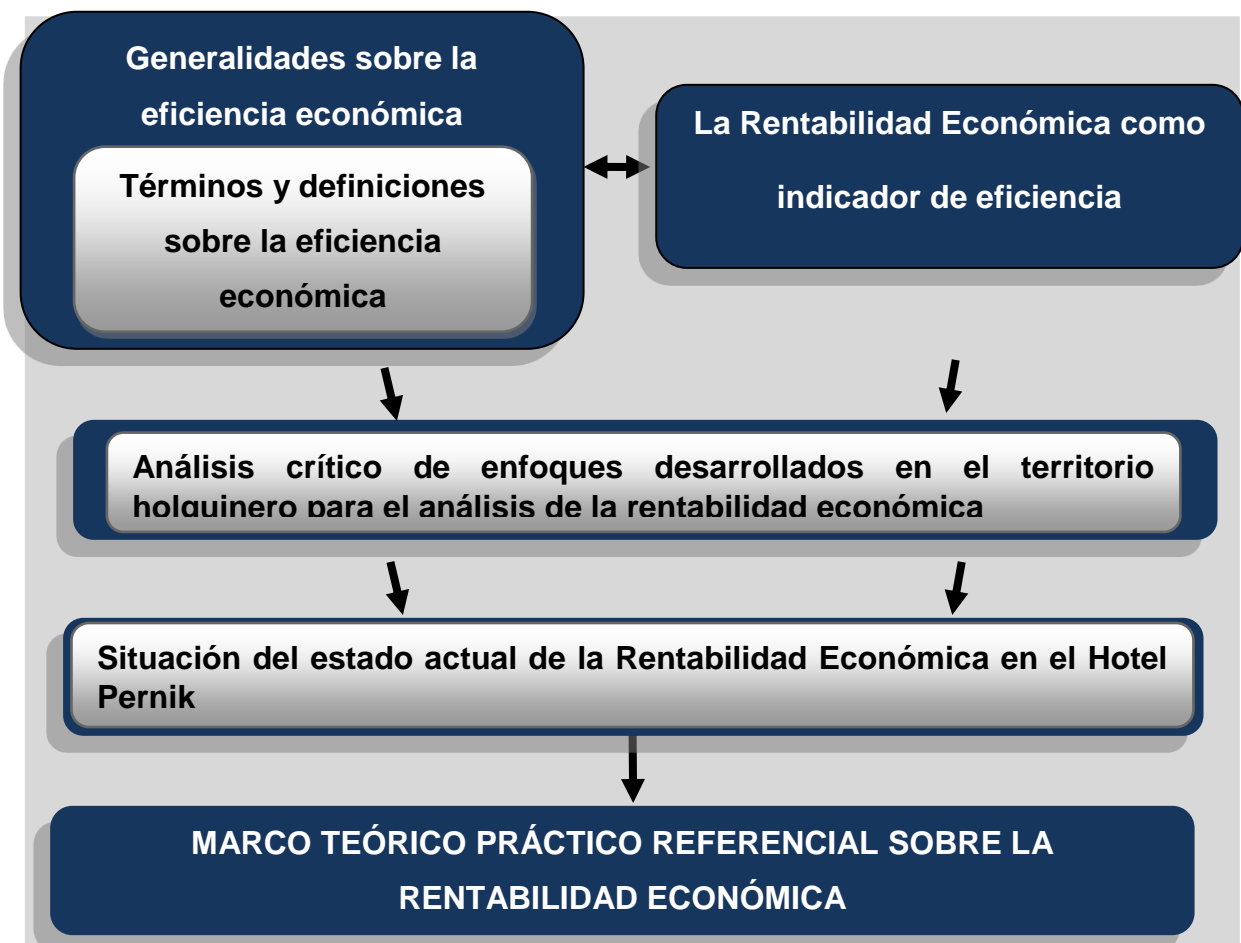 Generalidades sobre la
eficiencia económica
Términos y definiciones
sobre la eficiencia
económica
La Rentabilidad Económica como
indicador de eficiencia
Análisis crítico de enfoques desarrollados en el territorio
holguinero para el análisis de la rentabilidad económica
Situación del estado actual de la Rentabilidad Económica en el Hotel
Pernik
MARCO TEÓRICO PRÁCTICO REFERENCIAL SOBRE LA
RENTABILIDAD ECONÓMICA